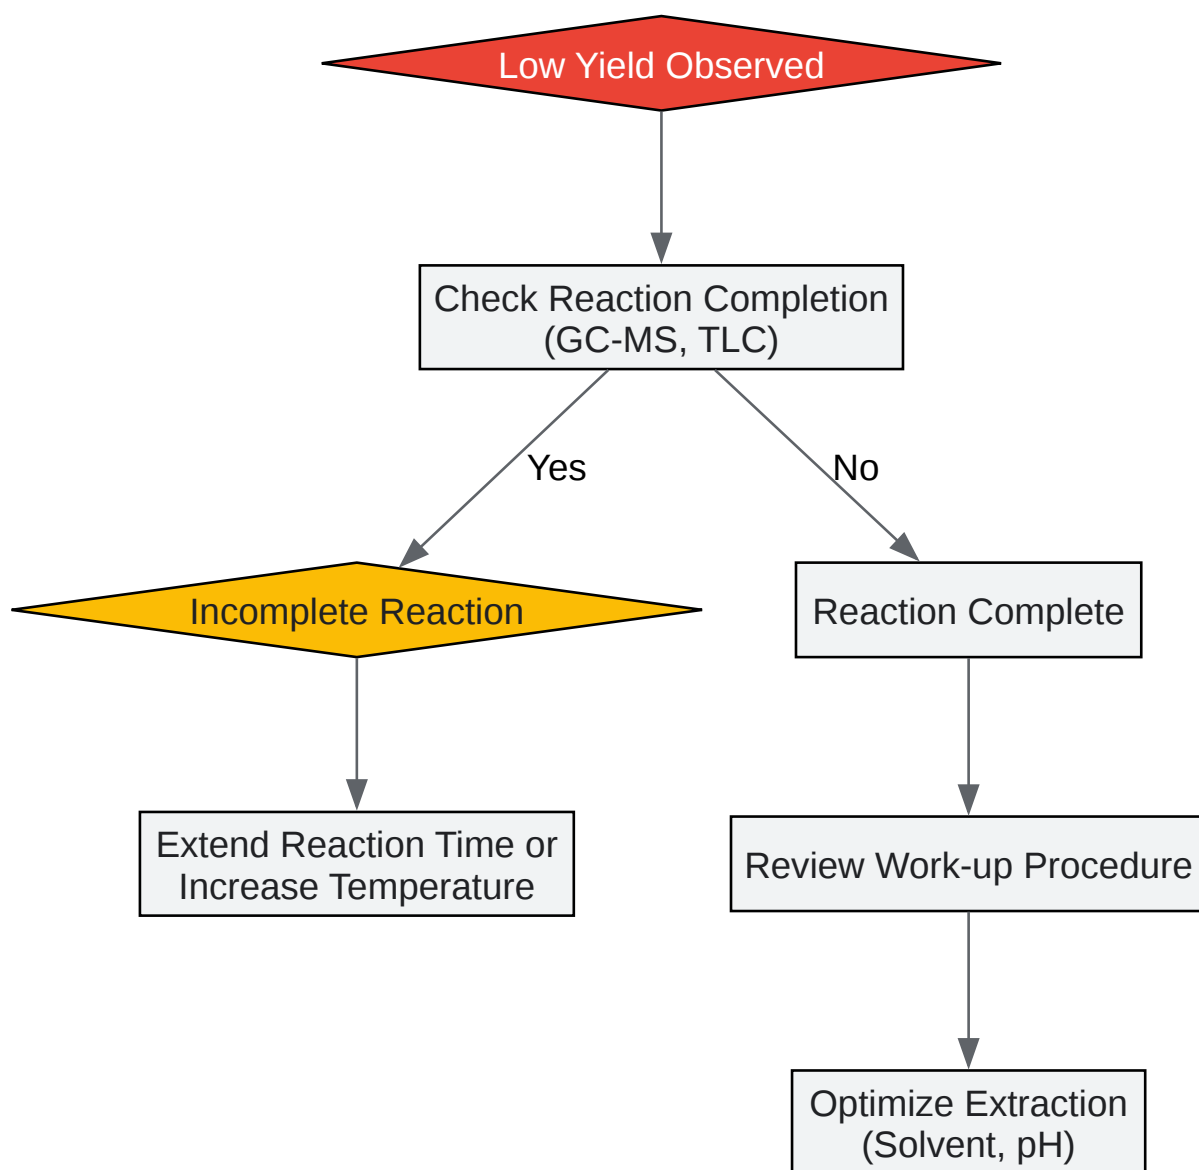 Low Yield Observed
Check Reaction Completion
(GC-MS, TLC)
Yes
No
Incomplete Reaction
Reaction Complete
Extend Reaction Time or
Increase Temperature
Review Work-up Procedure
Optimize Extraction
(Solvent, pH)